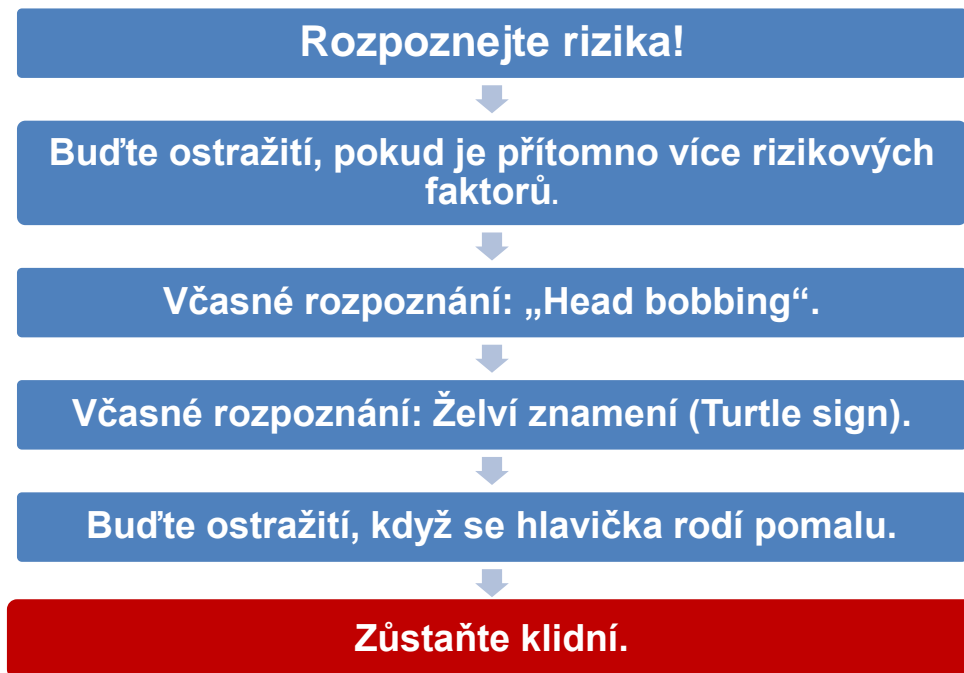 Rozpoznejte rizika!
Buďte ostražití, pokud je přítomno více rizikových
faktorů.
Včasné rozpoznání: „Head bobbing“.
Včasné rozpoznání: Želví znamení (Turtle sign).
Buďte ostražití, když se hlavička rodí pomalu.
Zůstaňte klidní.